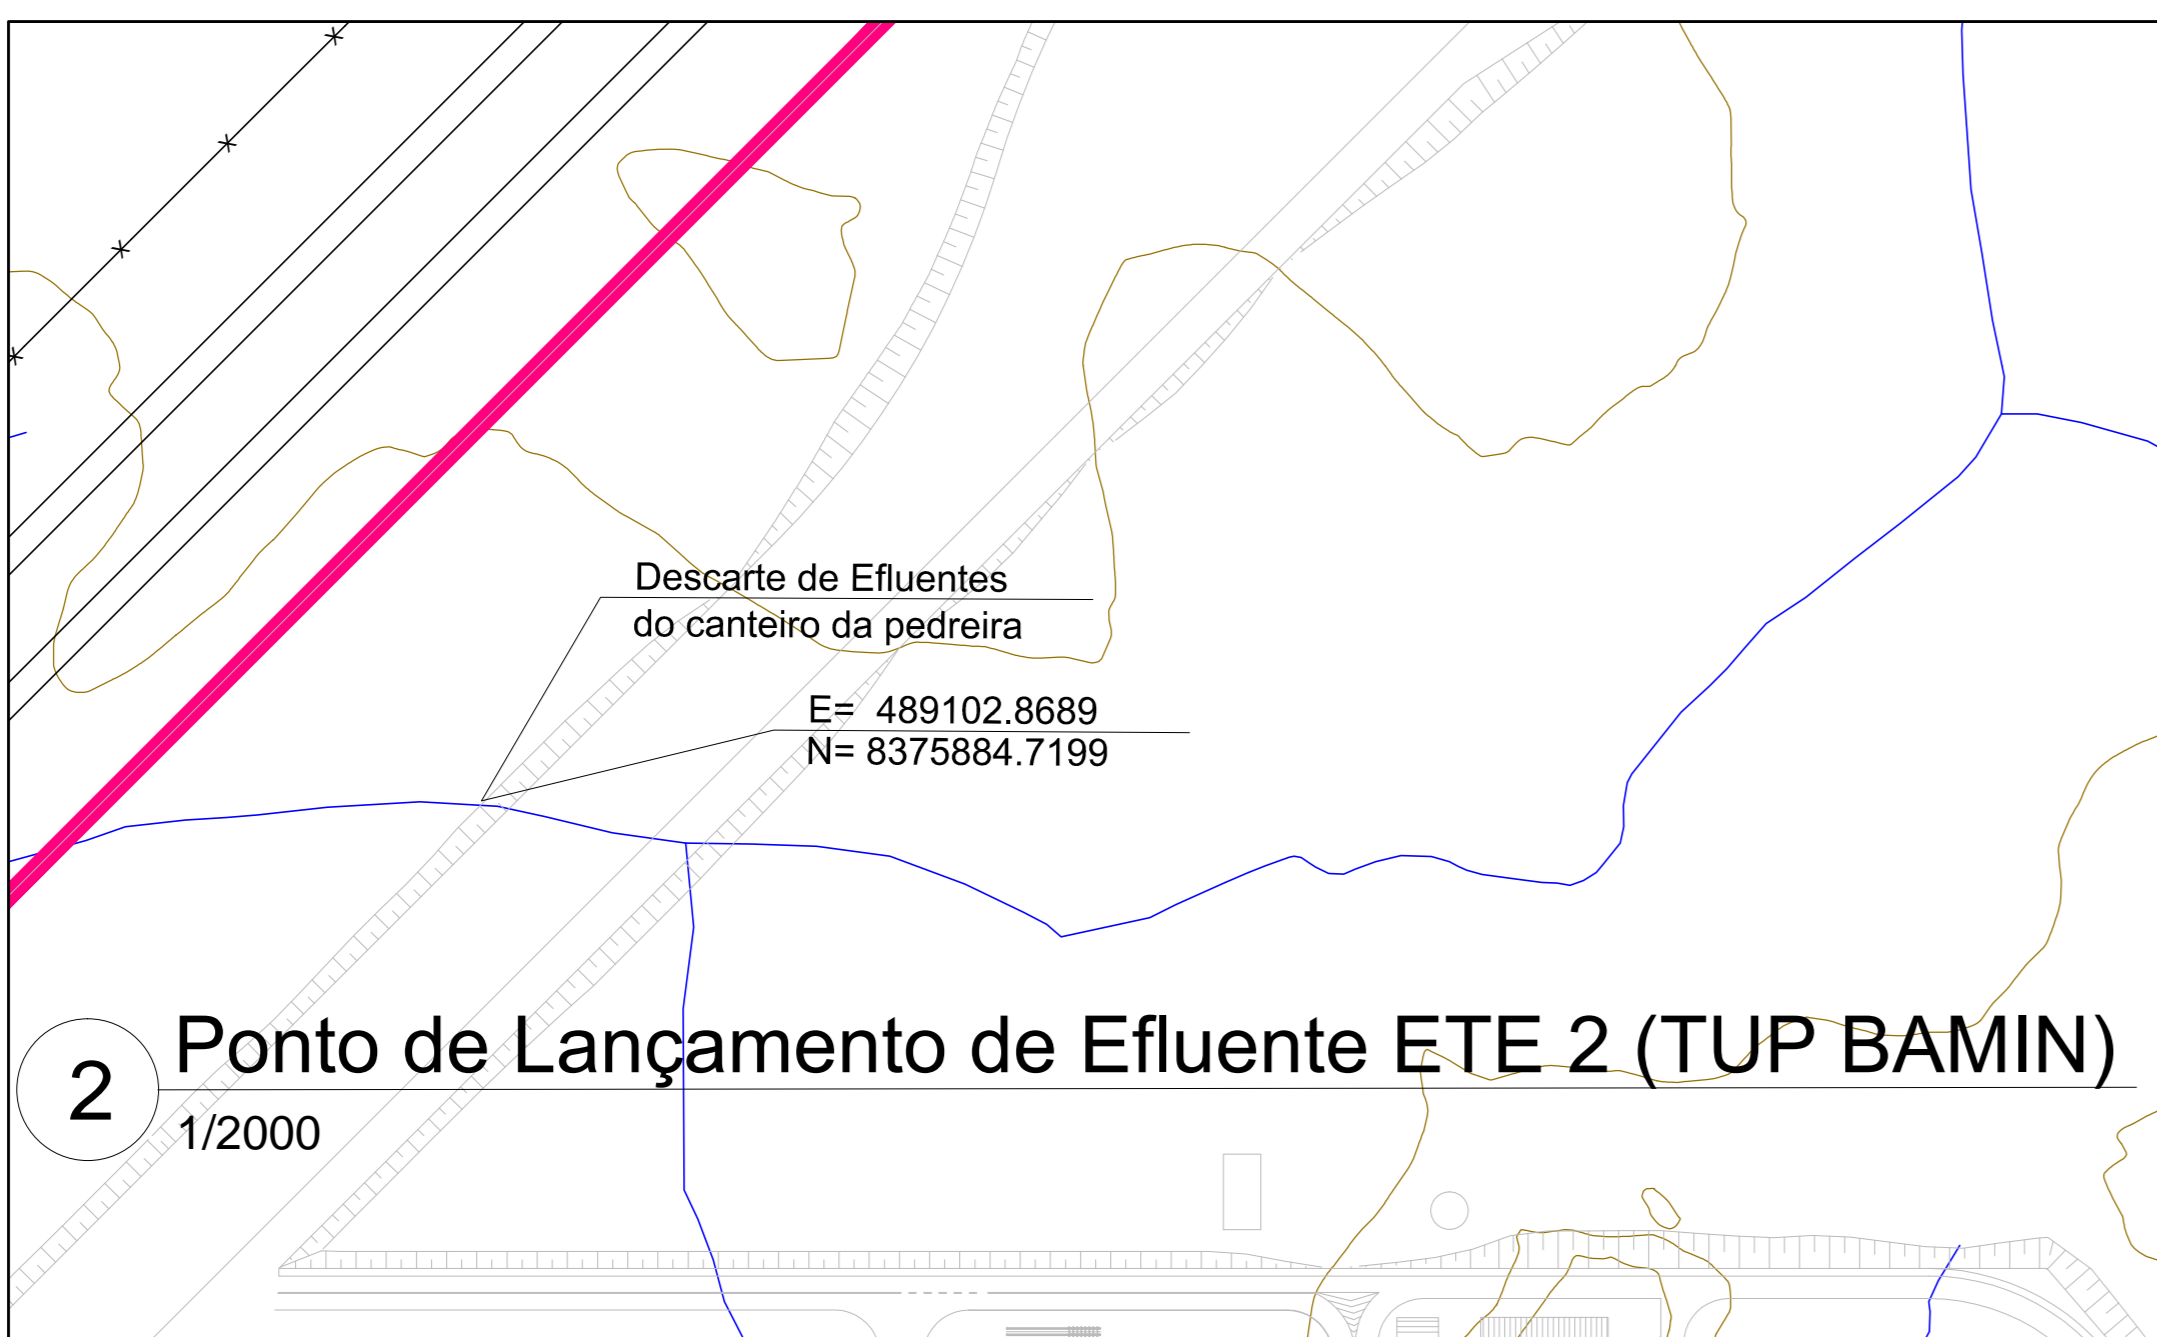 Descarte de Efluentes
do canteiro da pedreira
E= 489102.8689
N= 8375884.7199
2 Ponto de Lançamento de Efluente ETE 2 (TUP BAMIN)
1/2000